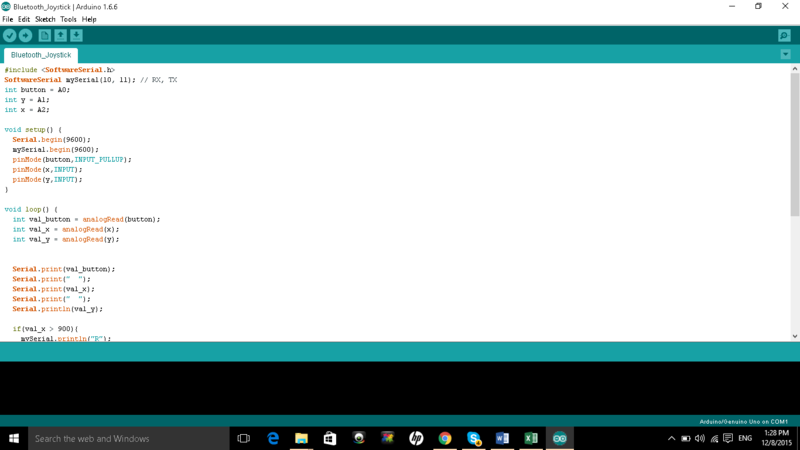 Bluetooth_Joystick | Arduino 1.6.6
File Edit Sketch Tools Help
Bluetooth_Joystick
#include <SoftwareSerial.h>
SoftwareSerial mySerial(10, 11); // RX, TX
int button = A0;
int y = A1;
int x = A2;
void setup() {
Serial.begin(9600);
mySerial.begin(9600);
pinMode(button,INPUT_PULLUP);
pinMode(x,INPUT);
pinMode(y,INPUT);
}
void loop() {
int val_button = analogRead(button);
int val_x = analogRead(x);
int val_y = analogRead(y);
Serial.print(val_button);
Serial.print("  ");
Serial.print(val_x);
Serial.print("  ");
Serial.println(val_y);
if(val_x > 900){
mySerial.println("R");
Arduino/Genuino Uno on COM1
Search the web and Windows
hp
ENG
1:28 PM
12/8/2015